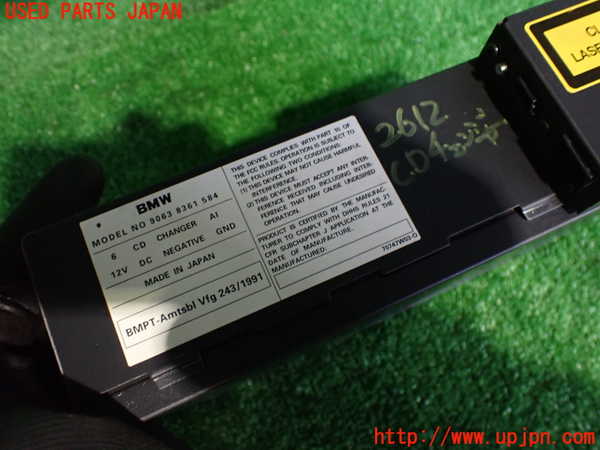 USED PARTS JAPAN
CL
LASE
2612
BMW
MODEL NO 9063 8361 584
6 CD CHANGER AI
12V DC NEGATIVE GND
MADE IN JAPAN
BMPT-Amtsbl Vfg 243/1991
THIS DEVICE COMPLIES WITH PART 15 OF
THE FCC RULES. OPERATION IS SUBJECT TO
THE FOLLOWING TWO CONDITIONS:
(1) THIS DEVICE MAY NOT CAUSE HARMFUL
INTERFERENCE.
(2) THIS DEVICE MUST ACCEPT ANY INTER-
FERENCE RECEIVED INCLUDING INTER-
FERENCE THAT MAY CAUSE UNDESIRED
OPERATION.
PRODUCT IS CERTIFIED BY THE MANUFAC-
TURER TO COMPLY WITH DHHS RULES 21
CFR SUBCHAPTER J APPLICATION AT THE
DATE OF MANUFACTURE.
MANUFACTURED:
70747W03-0
http://www.upjpn.com/